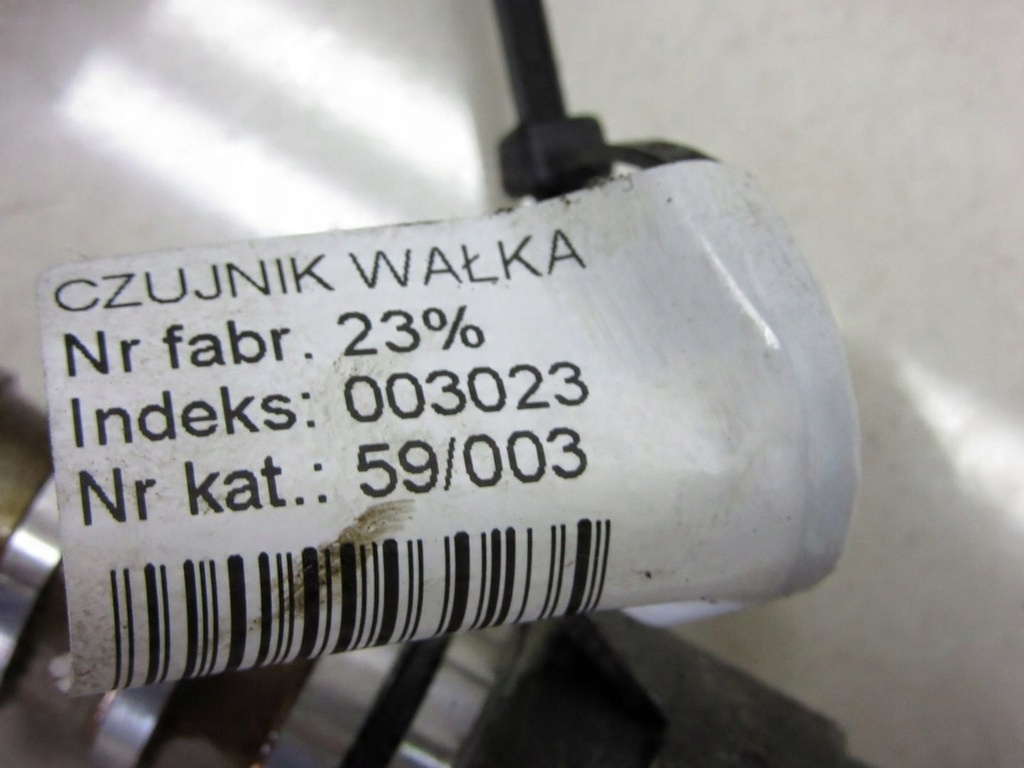 CZUJNIK WAŁKA
Nr fabr. 23%
Indeks: 003023
Nr kat.: 59/003